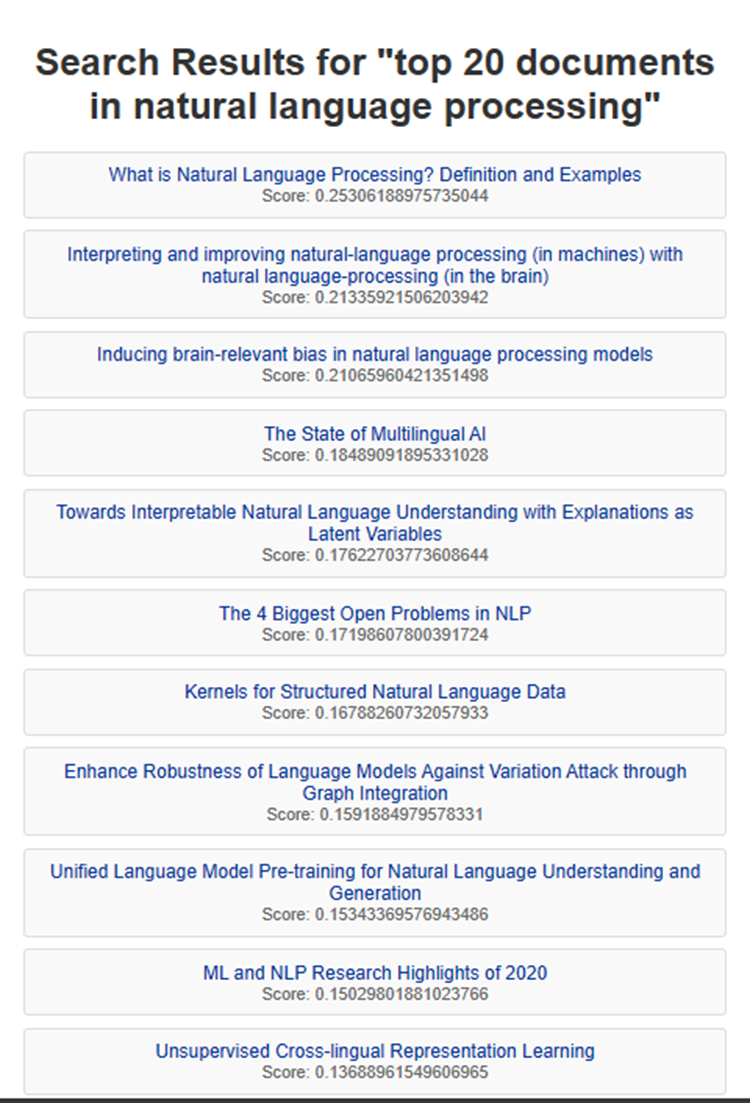 Search Results for "top 20 documents
in natural language processing"
What is Natural Language Processing? Definition and Examples
Score: 0.25306188975735044
Interpreting and improving natural-language processing (in machines) with
natural language-processing (in the brain)
Score: 0.21335921506203942
Inducing brain-relevant bias in natural language processing models
Score: 0.21065960421351498
The State of Multilingual AI
Score: 0.18489091895331028
Towards Interpretable Natural Language Understanding with Explanations as
Latent Variables
Score: 0.17622703773608644
The 4 Biggest Open Problems in NLP
Score: 0.17198607800391724
Kernels for Structured Natural Language Data
Score: 0.16788260732057933
Enhance Robustness of Language Models Against Variation Attack through
Graph Integration
Score: 0.1591884979578331
Unified Language Model Pre-training for Natural Language Understanding and
Generation
Score: 0.15343369576943486
ML and NLP Research Highlights of 2020
Score: 0.15029801881023766
Unsupervised Cross-lingual Representation Learning
Score: 0.13688961549606965